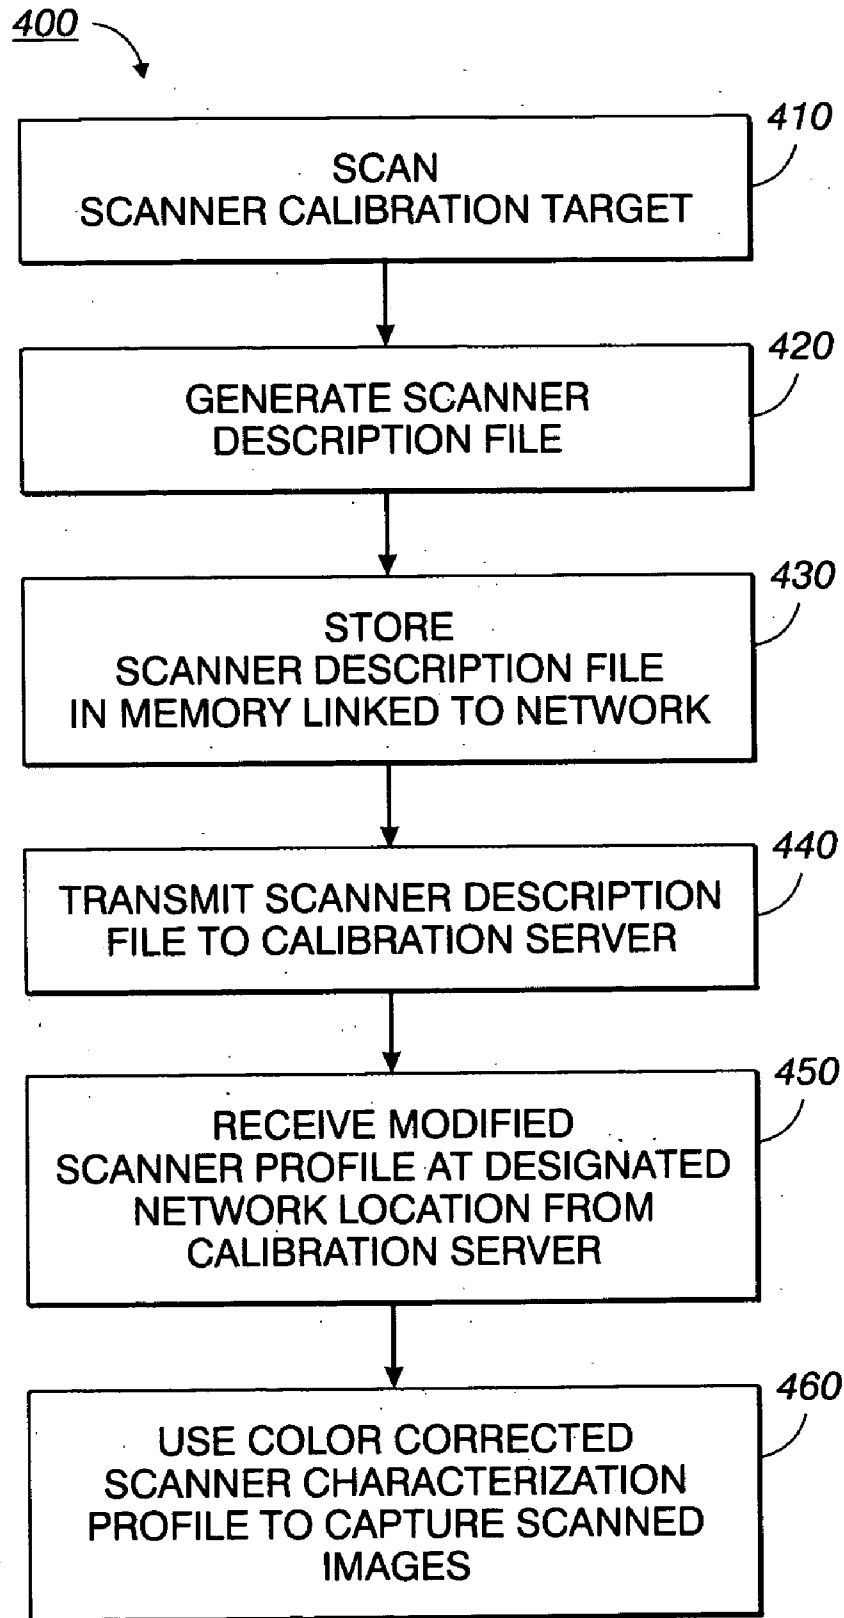 400
410
SCAN
SCANNER CALIBRATION TARGET
420
GENERATE SCANNER
DESCRIPTION FILE
430
STORE
SCANNER DESCRIPTION FILE
IN MEMORY LINKED TO NETWORK
440
TRANSMIT SCANNER DESCRIPTION
FILE TO CALIBRATION SERVER
450
RECEIVE MODIFIED
SCANNER PROFILE AT DESIGNATED
NETWORK LOCATION FROM
CALIBRATION SERVER
460
USE COLOR CORRECTED
SCANNER CHARACTERIZATION
PROFILE TO CAPTURE SCANNED
IMAGES